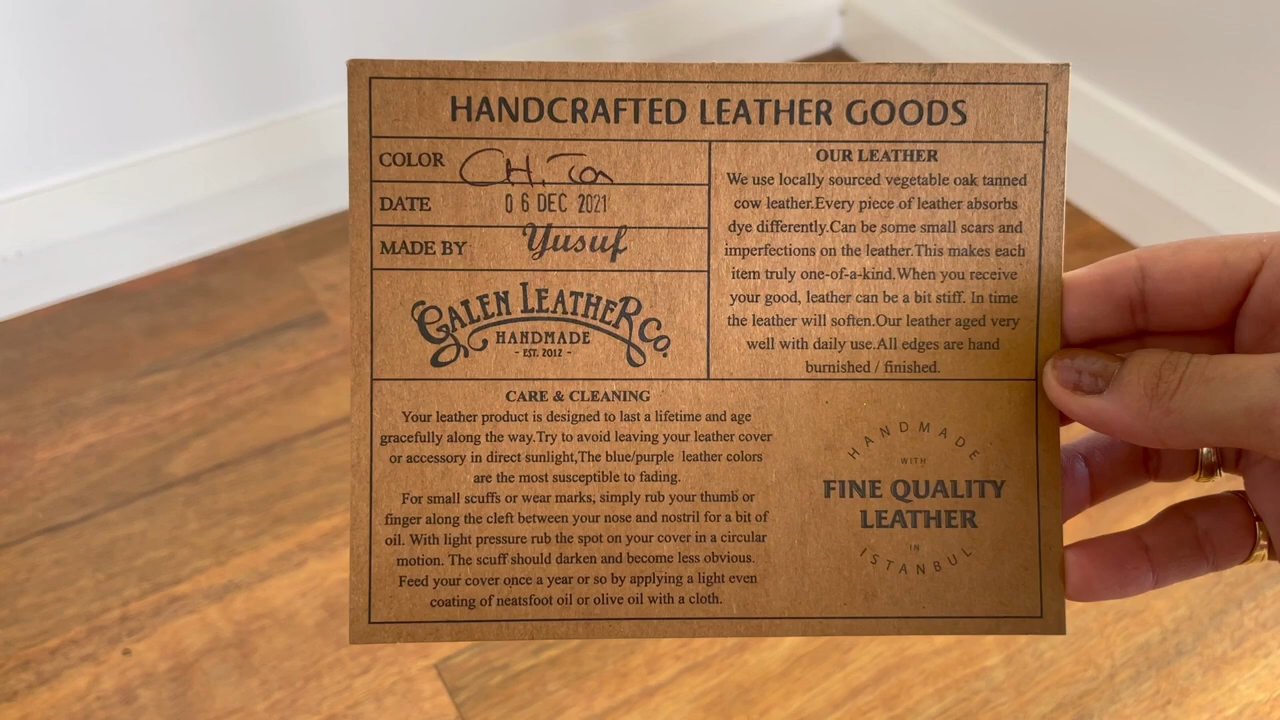 HANDCRAFTED LEATHER GOODS
COLOR CH. Tan
DATE 06 DEC 2021
MADE BY Yusuf
GALEN LEATHER CO.
HANDMADE
- EST. 2012 -
OUR LEATHER
We use locally sourced vegetable oak tanned
cow leather.Every piece of leather absorbs
dye differently.Can be some small scars and
imperfections on the leather.This makes each
item truly one-of-a-kind.When you receive
your good, leather can be a bit stiff. In time
the leather will soften.Our leather aged very
well with daily use.All edges are hand
burnished / finished.
CARE & CLEANING
Your leather product is designed to last a lifetime and age
gracefully along the way.Try to avoid leaving your leather cover
or accessory in direct sunlight,The blue/purple leather colors
are the most susceptible to fading.
For small scuffs or wear marks, simply rub your thumb or
finger along the cleft between your nose and nostril for a bit of
oil. With light pressure rub the spot on your cover in a circular
motion. The scuff should darken and become less obvious.
Feed your cover once a year or so by applying a light even
coating of neatsfoot oil or olive oil with a cloth.
HANDMADE
WITH
FINE QUALITY
LEATHER
IN
ISTANBUL